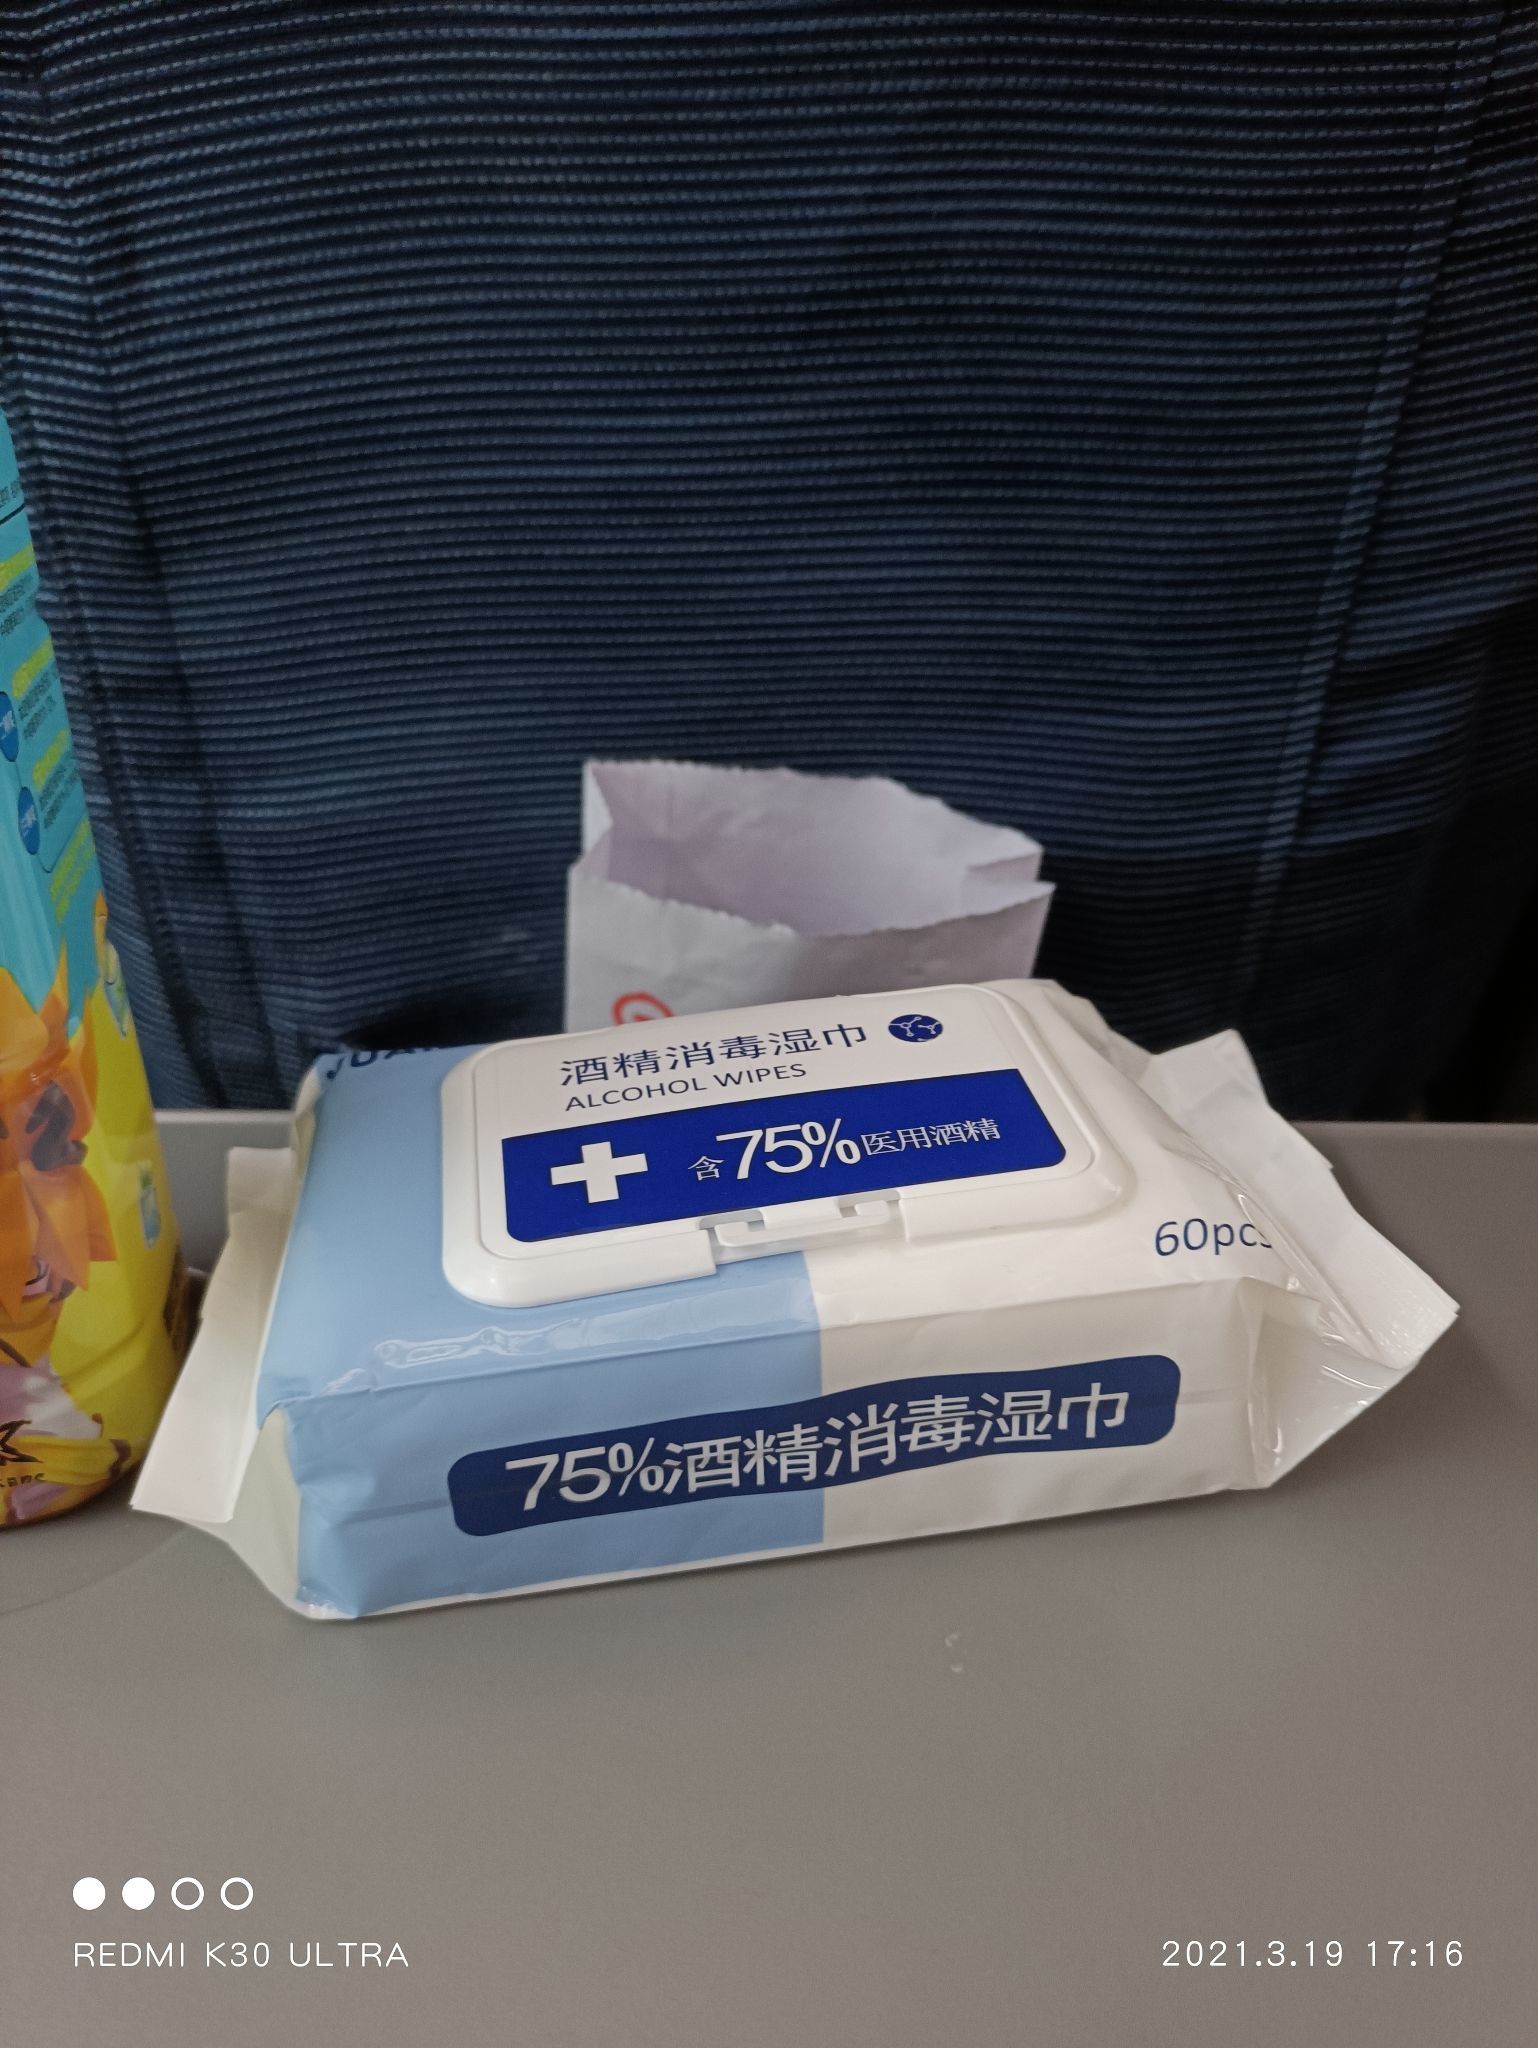 酒精消毒湿巾
ALCOHOL WIPES
含75%医用酒精
60pcs
75%酒精消毒湿巾
REDMI K30 ULTRA
2021.3.19 17:16